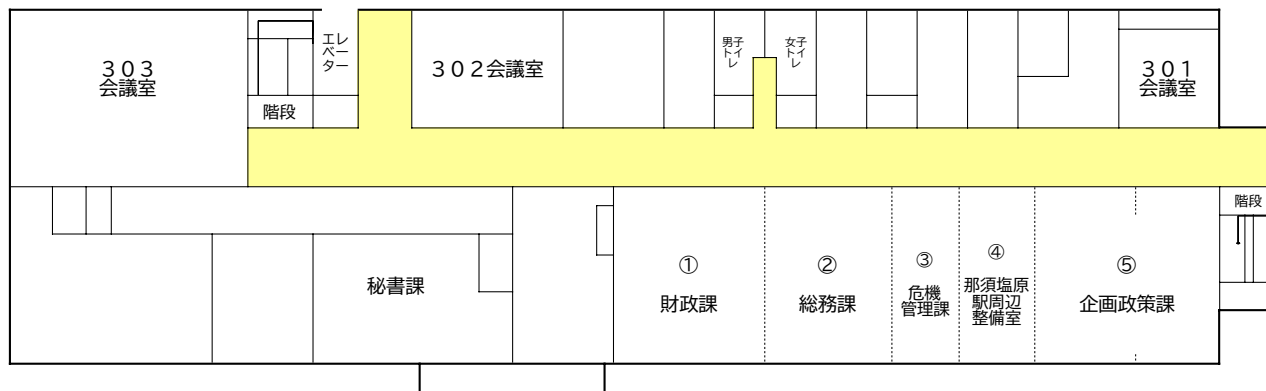 303
会議室
階段
エレ
ベー
ター
302会議室
男子
トイレ
女子
トイレ
301
会議室
階段
秘書課
①
財政課
②
総務課
③
危機
管理課
④
那須塩原
駅周辺
整備室
⑤
企画政策課